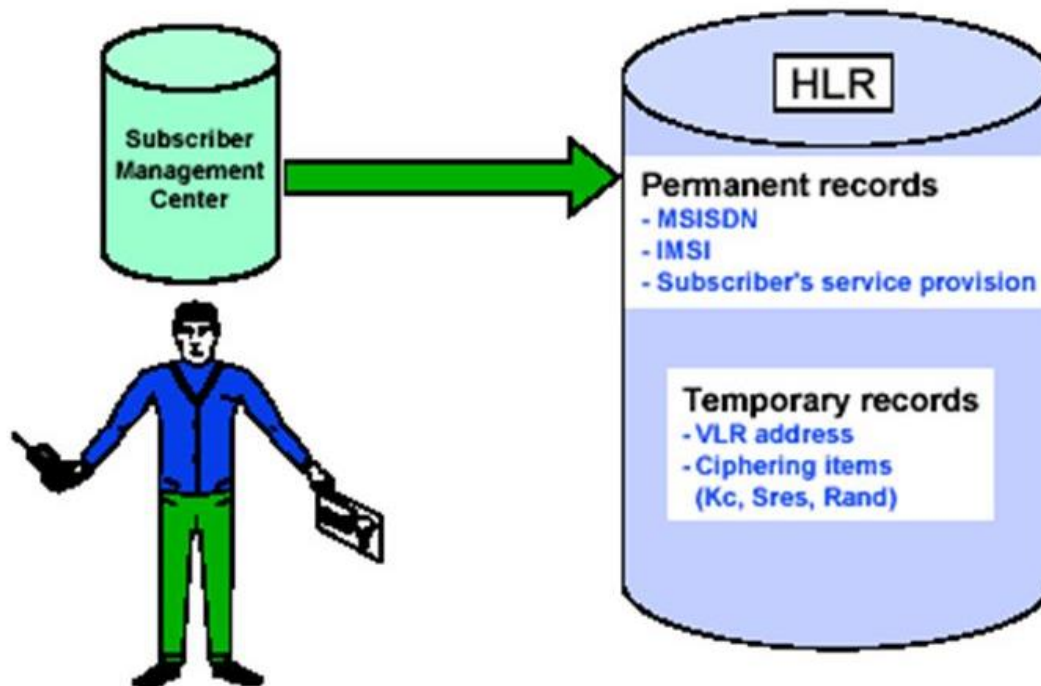 Subscriber
Management
Center
HLR
Permanent records
- MSISDN
- IMSI
- Subscriber's service provision
Temporary records
- VLR address
- Ciphering items
(Kc, Sres, Rand)